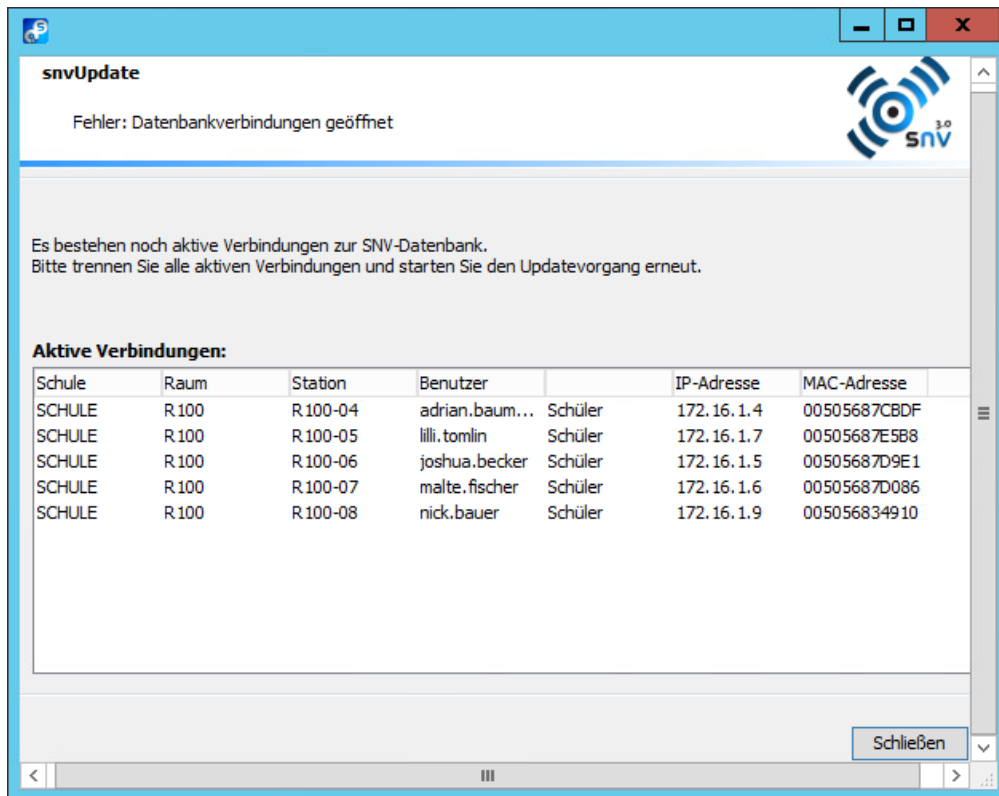 snvUpdate
Fehler: Datenbankverbindungen geöffnet
3.0
snv
Es bestehen noch aktive Verbindungen zur SNV-Datenbank.
Bitte trennen Sie alle aktiven Verbindungen und starten Sie den Updatevorgang erneut.
Aktive Verbindungen:
Schule Raum Station Benutzer IP-Adresse MAC-Adresse
SCHULE R100 R100-04 adrian.baum... Schüler 172.16.1.4 00505687CBDF
SCHULE R100 R100-05 lilli.tomlin Schüler 172.16.1.7 00505687E5B8
SCHULE R100 R100-06 joshua.becker Schüler 172.16.1.5 00505687D9E1
SCHULE R100 R100-07 malte.fischer Schüler 172.16.1.6 00505687D086
SCHULE R100 R100-08 nick.bauer Schüler 172.16.1.9 005056834910
Schließen